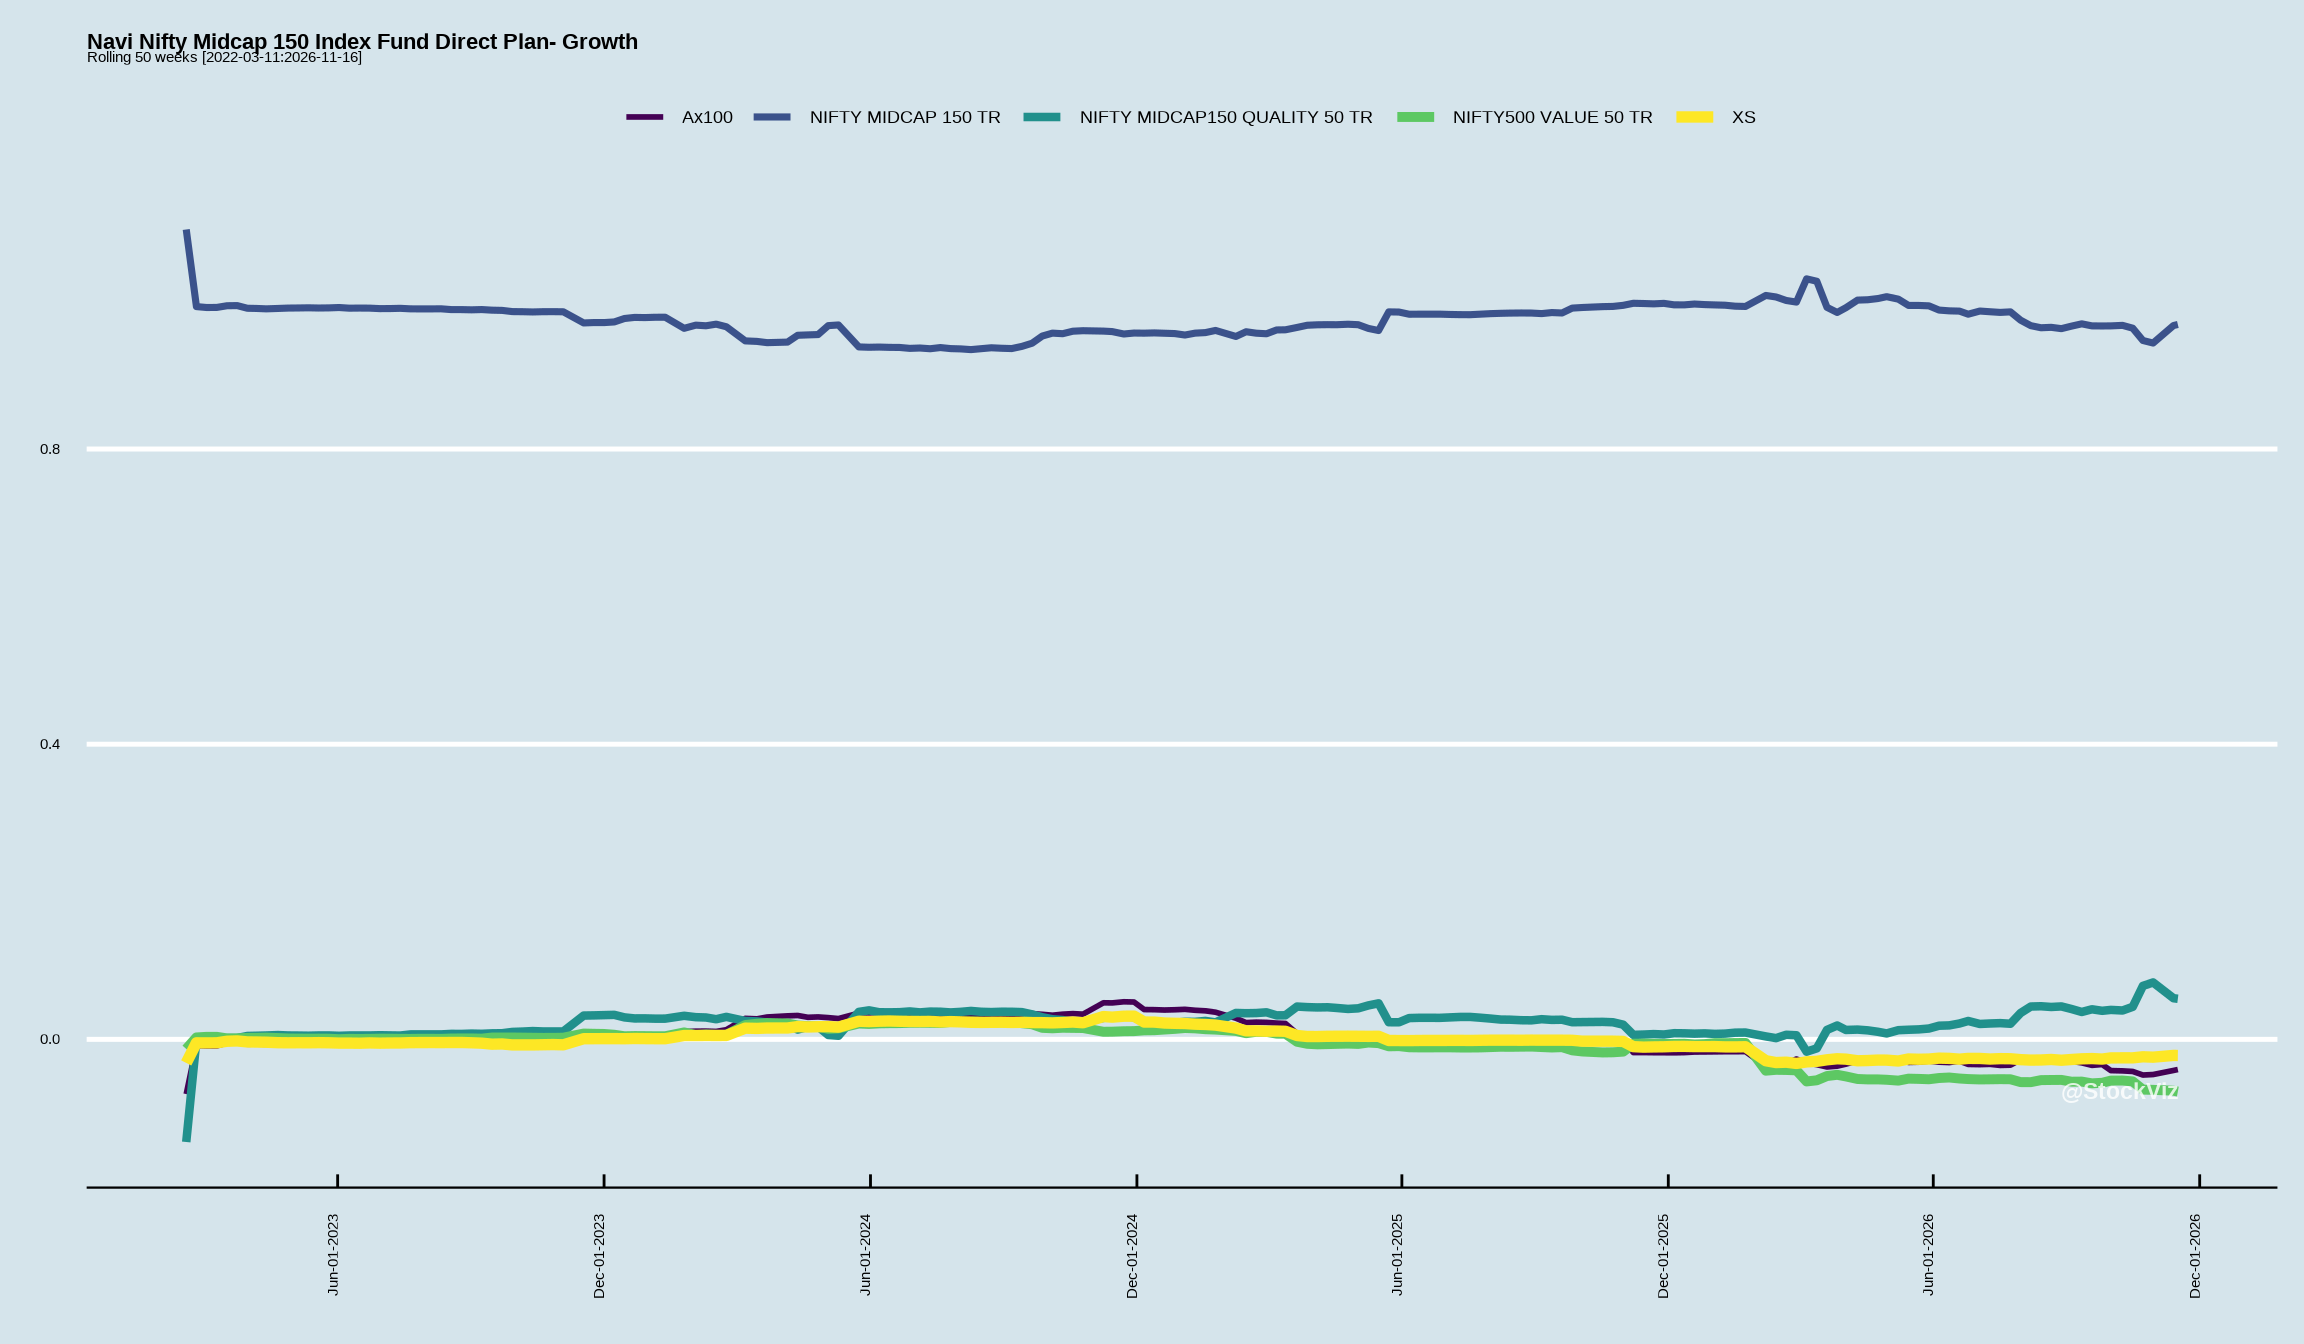 Navi Nifty Midcap 150 Index Fund Direct Plan- Growth
Rolling 50 weeks [2022-03-11:2026-11-16]
Ax100 NIFTY MIDCAP 150 TR NIFTY MIDCAP150 QUALITY 50 TR NIFTY500 VALUE 50 TR XS
0.8
0.4
0.0
@StockViz
Jun-01-2023 Dec-01-2023 Jun-01-2024 Dec-01-2024 Jun-01-2025 Dec-01-2025 Jun-01-2026 Dec-01-2026